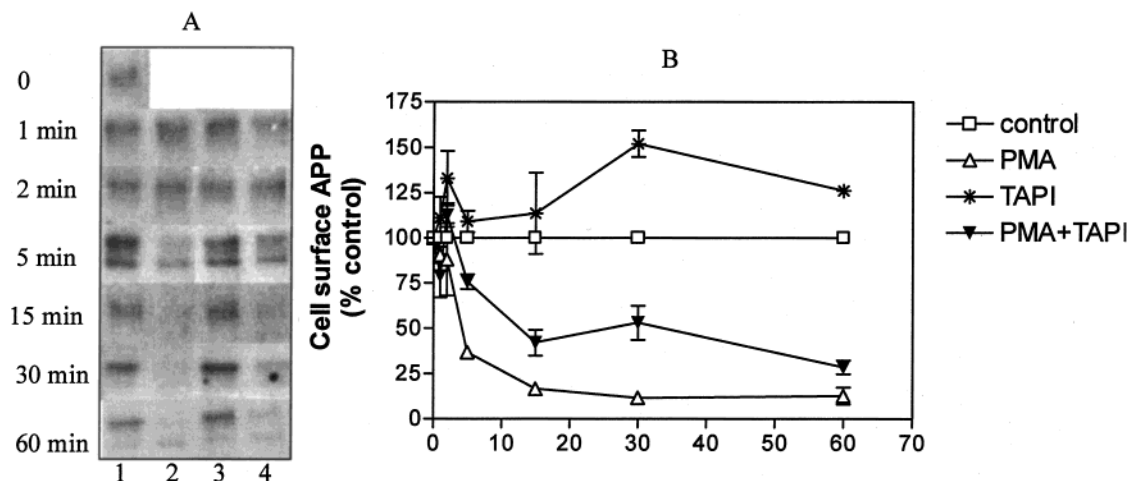 A
0
1 min
2 min
5 min
15 min
30 min
60 min
1 2 3 4
B
Cell surface APP
(% control)
175
150
125
100
75
50
25
0
0 10 20 30 40 50 60 70
control
PMA
TAPI
PMA+TAPI